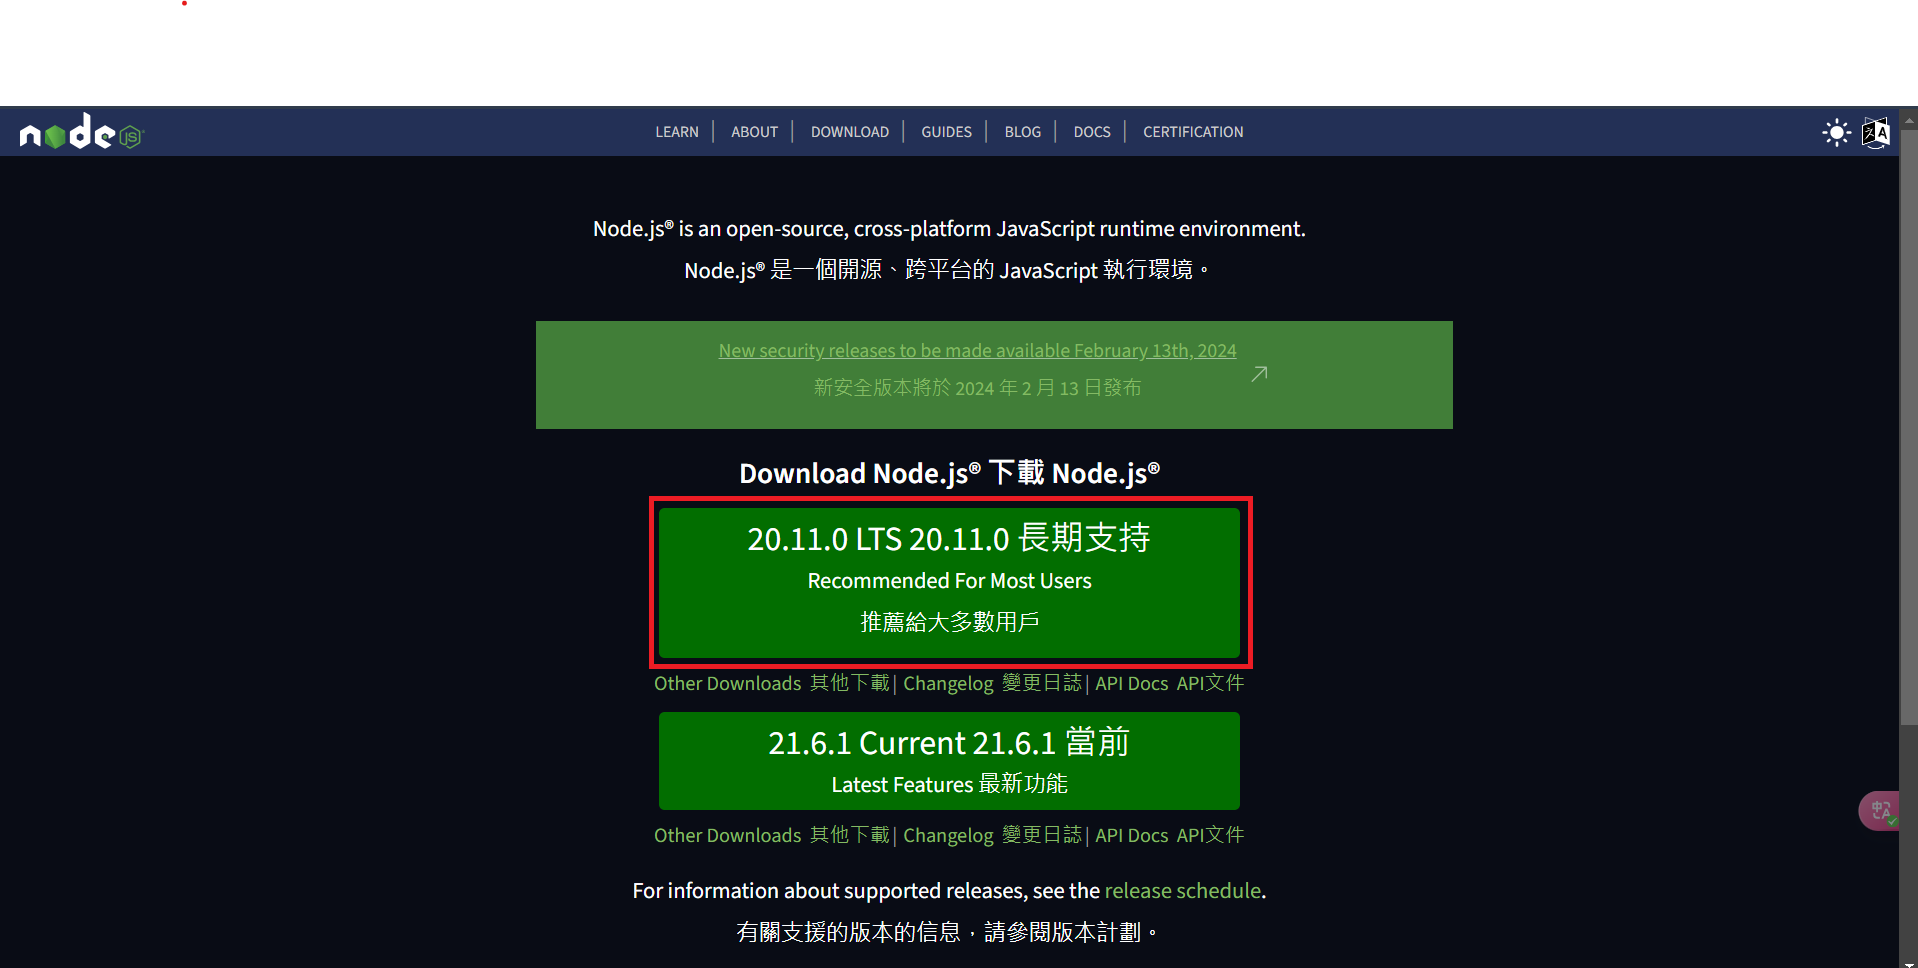 node JS
LEARN | ABOUT | DOWNLOAD | GUIDES | BLOG | DOCS | CERTIFICATION
Node.js® is an open-source, cross-platform JavaScript runtime environment.
Node.js® 是一個開源、跨平台的 JavaScript 執行環境。
New security releases to be made available February 13th, 2024
新安全版本將於 2024 年 2 月 13 日發布
Download Node.js® 下載 Node.js®
20.11.0 LTS 20.11.0 長期支持
Recommended For Most Users
推薦給大多數用戶
Other Downloads 其他下載 | Changelog 變更日誌 | API Docs API文件
21.6.1 Current 21.6.1 當前
Latest Features 最新功能
Other Downloads 其他下載 | Changelog 變更日誌 | API Docs API文件
For information about supported releases, see the release schedule.
有關支援的版本的信息，請參閱版本計劃。